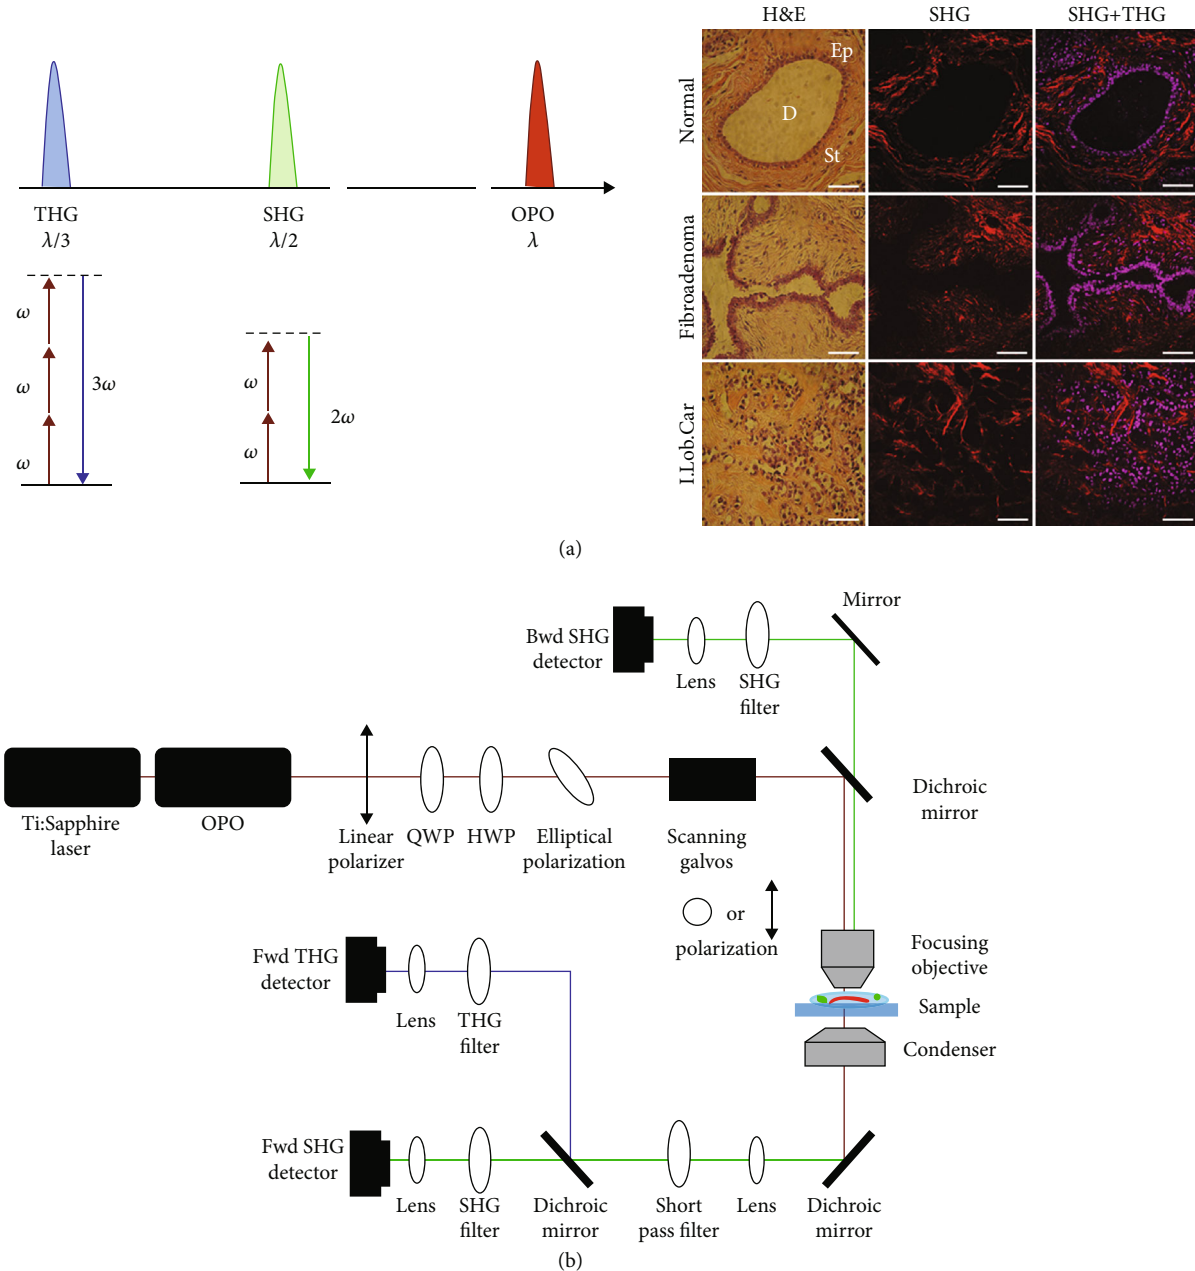 H&E SHG SHG+THG
Normal
Ep
D
St
THG SHG OPO
λ/3 λ/2 λ
Fibroadenoma
ω
ω 3ω
ω
ω 2ω
ω
I.Lob.Car
(a)
Mirror
Bwd SHG
detector
Lens SHG
filter
Ti:Sapphire
laser
OPO
Linear
polarizer
QWP
HWP
Elliptical
polarization
Scanning
galvos
Dichroic
mirror
or
polarization
Fwd THG
detector
Lens
THG
filter
Focusing
objective
Sample
Condenser
Fwd SHG
detector
Lens
SHG
filter
Dichroic
mirror
Short
pass filter
Lens
Dichroic
mirror
(b)